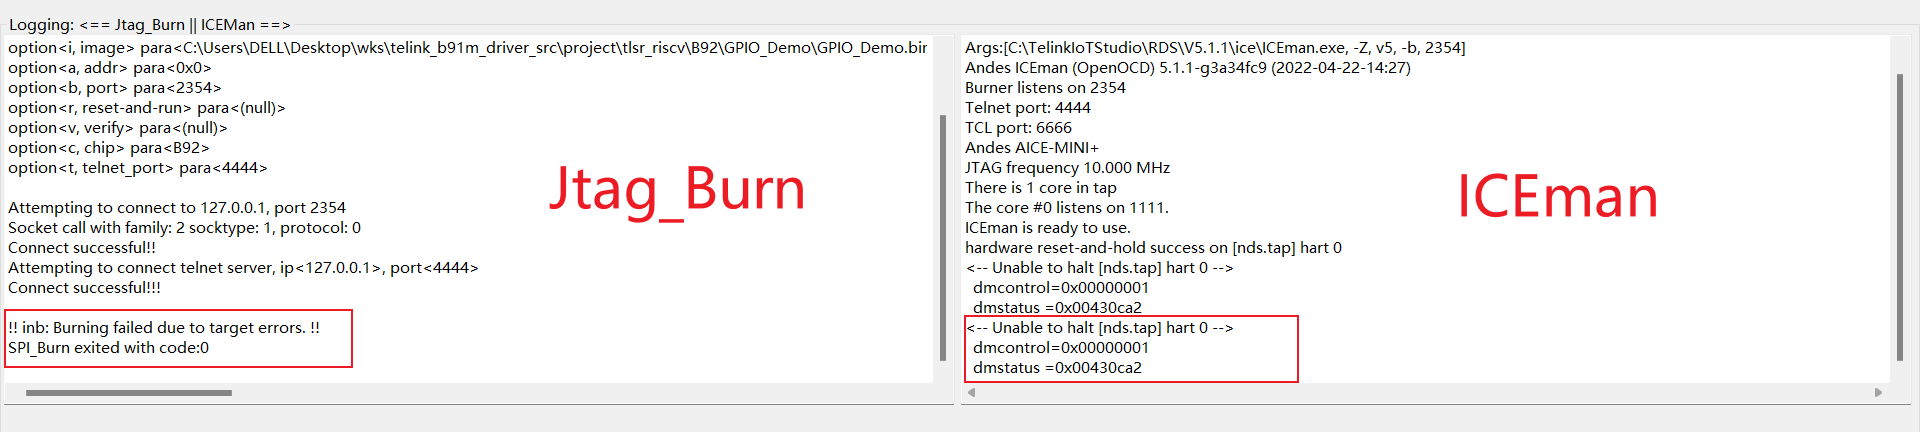 Logging: <== Jtag_Burn || ICEMan ==>
option<i, image> para<C:\Users\DELL\Desktop\wks\telink_b91m_driver_src\project\tlsr_riscv\B92\GPIO_Demo\GPIO_Demo.bin
option<a, addr> para<0x0>
option<b, port> para<2354>
option<r, reset-and-run> para<(null)>
option<v, verify> para<(null)>
option<c, chip> para<B92>
option<t, telnet_port> para<4444>
Attempting to connect to 127.0.0.1, port 2354
Socket call with family: 2 socktype: 1, protocol: 0
Connect successful!!
Attempting to connect telnet server, ip<127.0.0.1>, port<4444>
Connect successful!!!
!! inb: Burning failed due to target errors. !!
SPI_Burn exited with code:0
Jtag_Burn
Args:[C:\TelinkIoTStudio\RDS\V5.1.1\ice\ICEman.exe, -Z, v5, -b, 2354]
Andes ICEman (OpenOCD) 5.1.1-g3a34fc9 (2022-04-22-14:27)
Burner listens on 2354
Telnet port: 4444
TCL port: 6666
Andes AICE-MINI+
JTAG frequency 10.000 MHz
There is 1 core in tap
The core #0 listens on 1111.
ICEman is ready to use.
hardware reset-and-hold success on [nds.tap] hart 0
<-- Unable to halt [nds.tap] hart 0 -->
dmcontrol=0x00000001
dmstatus =0x00430ca2
<-- Unable to halt [nds.tap] hart 0 -->
dmcontrol=0x00000001
dmstatus =0x00430ca2
ICEman